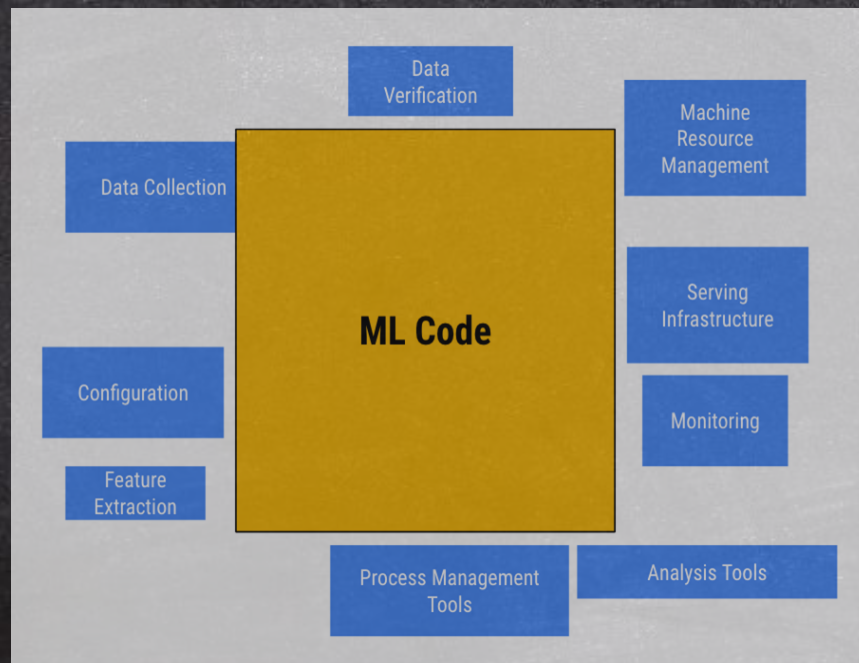 Data
Verification
Machine
Resource
Management
Data Collection
ML Code
Serving
Infrastructure
Configuration
Monitoring
Feature
Extraction
Process Management
Tools
Analysis Tools